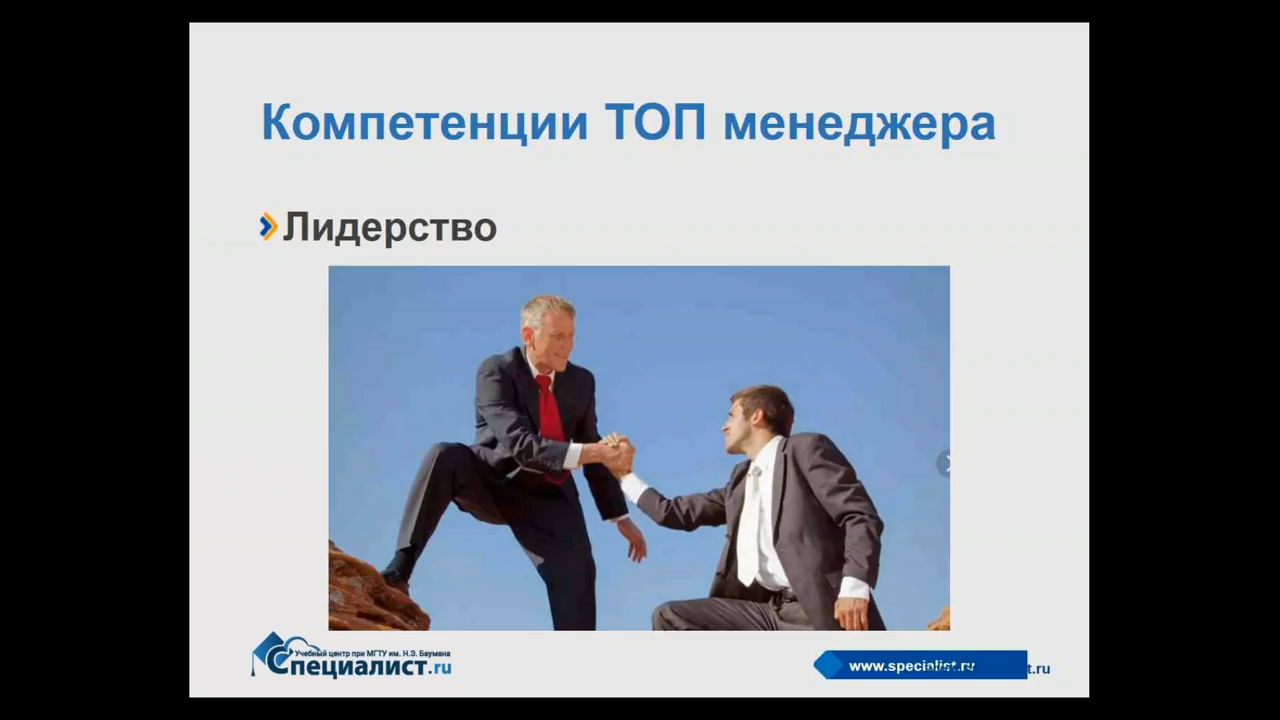 Компетенции ТОП менеджера
Лидерство
Учебный центр при МГТУ им. Н.Э. Баумана
Специалист.ru
www.specialist.ru